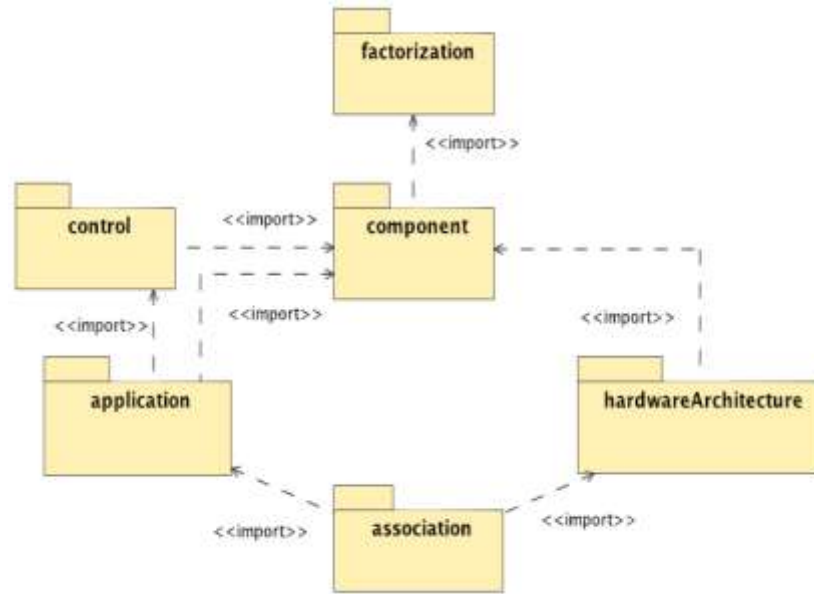 factorization
<<import>>
control
<<import>>
component
<<import>>
<<import>>
<<import>>
application
hardwareArchitecture
<<import>>
association
<<import>>